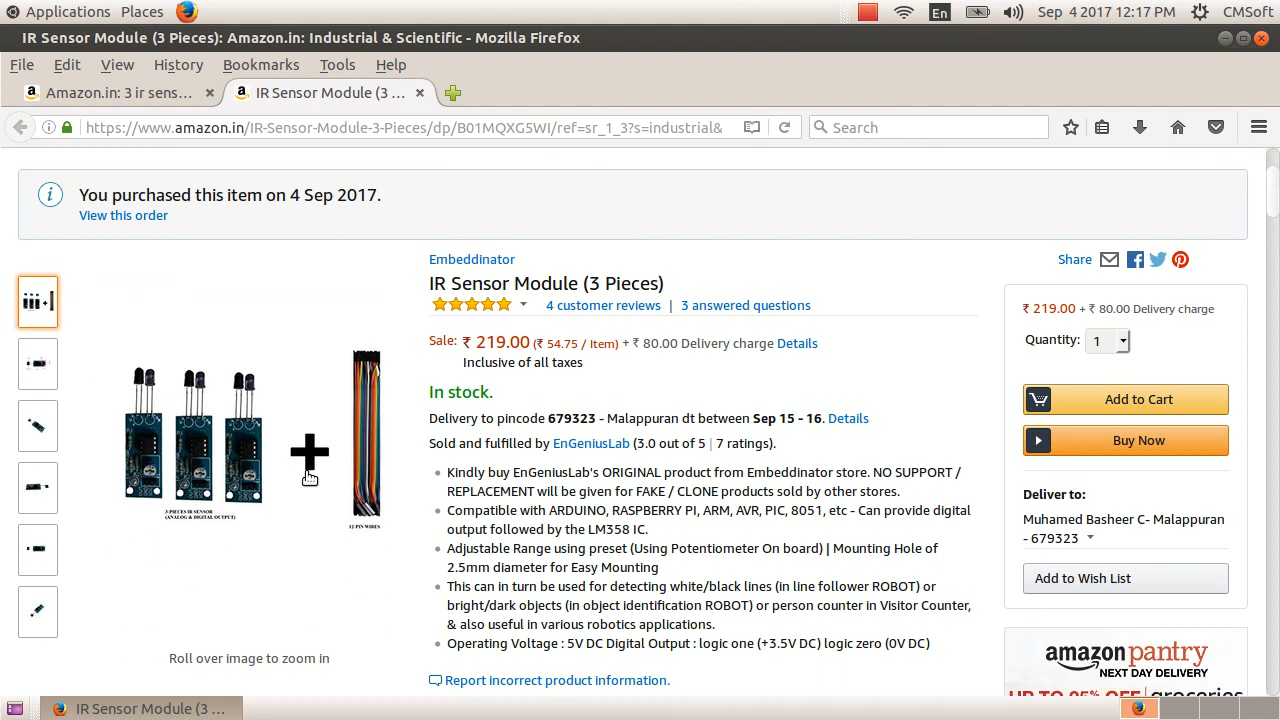 Applications Places En Sep 4 2017 12:17 PM CMSoft
IR Sensor Module (3 Pieces): Amazon.in: Industrial & Scientific - Mozilla Firefox
File Edit View History Bookmarks Tools Help
Amazon.in: 3 ir sens... IR Sensor Module (3 ...
https://www.amazon.in/IR-Sensor-Module-3-Pieces/dp/B01MQXG5WI/ref=sr_1_3?s=industrial& Search
You purchased this item on 4 Sep 2017.
View this order
Embeddinator
IR Sensor Module (3 Pieces)
4 customer reviews | 3 answered questions
Sale: ₹ 219.00 (₹ 54.75 / Item) + ₹ 80.00 Delivery charge Details
Inclusive of all taxes
In stock.
Delivery to pincode 679323 - Malappuran dt between Sep 15 - 16. Details
Sold and fulfilled by EnGeniusLab (3.0 out of 5 | 7 ratings).
Kindly buy EnGeniusLab's ORIGINAL product from Embeddinator store. NO SUPPORT /
REPLACEMENT will be given for FAKE / CLONE products sold by other stores.
Compatible with ARDUINO, RASPBERRY PI, ARM, AVR, PIC, 8051, etc - Can provide digital
output followed by the LM358 IC.
Adjustable Range using preset (Using Potentiometer On board) | Mounting Hole of
2.5mm diameter for Easy Mounting
This can in turn be used for detecting white/black lines (in line follower ROBOT) or
bright/dark objects (in object identification ROBOT) or person counter in Visitor Counter,
& also useful in various robotics applications.
Operating Voltage : 5V DC Digital Output : logic one (+3.5V DC) logic zero (0V DC)
Report incorrect product information.
3-PIECES IR SENSOR
(ANALOG & DIGITAL OUTPUT)
12-PIN WIRES
Roll over image to zoom in
Share
₹ 219.00 + ₹ 80.00 Delivery charge
Quantity: 1
Add to Cart
Buy Now
Deliver to:
Muhamed Basheer C- Malappuran
- 679323
Add to Wish List
amazon pantry
NEXT DAY DELIVERY
UP TO 95% OFF groceries
IR Sensor Module (3 ...